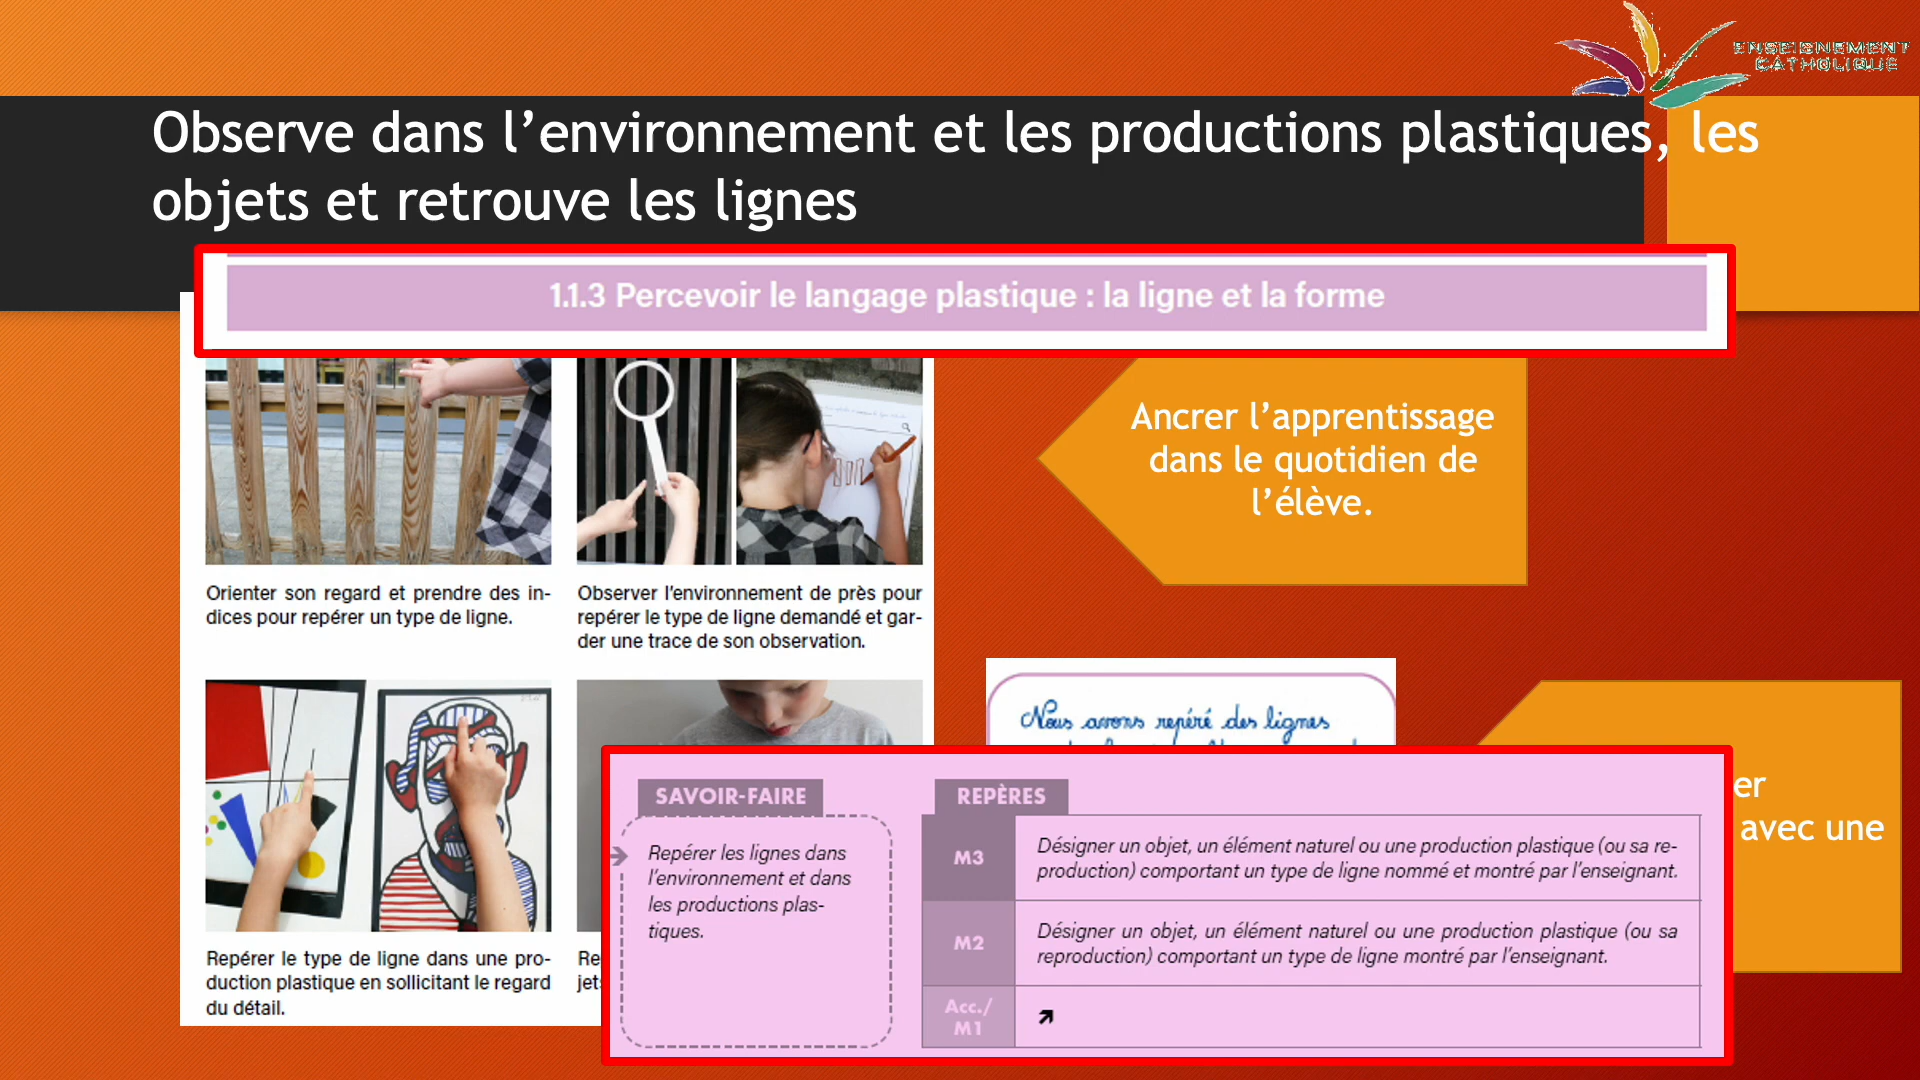 ENSEIGNEMENT
CATHOLIQUE
Observe dans l’environnement et les productions plastiques, les
objets et retrouve les lignes
1.1.3 Percevoir le langage plastique : la ligne et la forme
Ancrer l’apprentissage
dans le quotidien de
l’élève.
Orienter son regard et prendre des in-
dices pour repérer un type de ligne.
Observer l’environnement de près pour
repérer le type de ligne demandé et gar-
der une trace de son observation.
Nous avons repéré des lignes
er
avec une
Repérer le type de ligne dans une pro-
duction plastique en sollicitant le regard
du détail.
Re
jet
SAVOIR-FAIRE
Repérer les lignes dans
l’environnement et dans
les productions plas-
tiques.
REPÈRES
M3
Désigner un objet, un élément naturel ou une production plastique (ou sa re-
production) comportant un type de ligne nommé et montré par l’enseignant.
M2
Désigner un objet, un élément naturel ou une production plastique (ou sa
reproduction) comportant un type de ligne montré par l’enseignant.
Acc./
M1